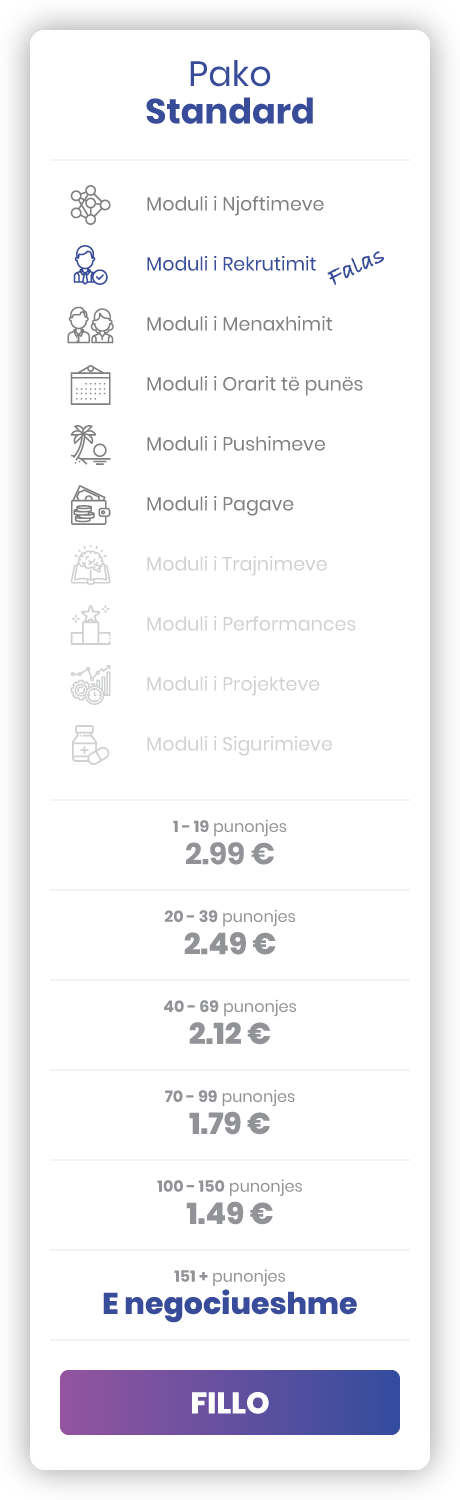 Pako
Standard
Moduli i Njoftimeve
Moduli i Rekrutimit Falas
Moduli i Menaxhimit
Moduli i Orarit të punës
Moduli i Pushimeve
Moduli i Pagave
Moduli i Trajnimeve
Moduli i Performances
Moduli i Projekteve
Moduli i Sigurimieve
1 - 19 punonjes
2.99 €
20 - 39 punonjes
2.49 €
40 - 69 punonjes
2.12 €
70 - 99 punonjes
1.79 €
100 - 150 punonjes
1.49 €
151 + punonjes
E negociueshme
FILLO